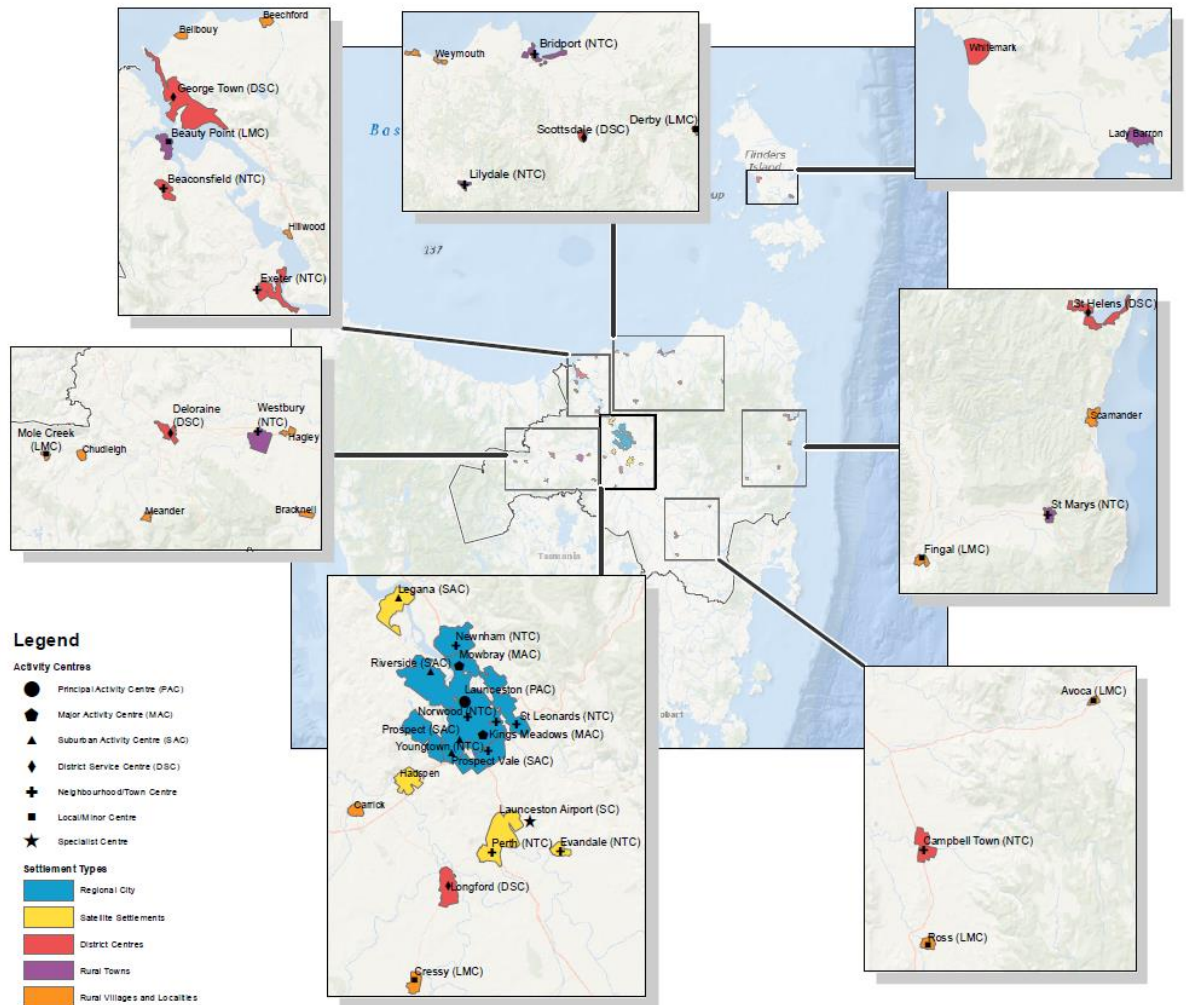 Bellbouy
Beechford
George Town (DSC)
Beauty Point (LMC)
Beaconsfield (NTC)
Hillwood
Exeter (NTC)
Weymouth
Bridport (NTC)
Scottsdale (DSC)
Derby (LMC)
Lilydale (NTC)
Whitemark
Lady Barron
Bas
137
Flinders
Island
oup
Tasmania
obart
Mole Creek
(LMC)
Chudleigh
Deloraine
(DSC)
Westbury
(NTC)
Hagley
Meander
Bracknell
St Helens (DSC)
Scamander
St Marys (NTC)
Fingal (LMC)
Legana (SAC)
Newnham (NTC)
Mowbray (MAC)
Riverside (SAC)
Launceston (PAC)
Norwood (NTC)
St Leonards (NTC)
Prospect (SAC)
Kings Meadows (MAC)
Youngtown (NTC)
Prospect Vale (SAC)
Hadspen
Carrick
Launceston Airport (SC)
Perth (NTC)
Evandale (NTC)
Longford (DSC)
Cressy (LMC)
Avoca (LMC)
Campbell Town (NTC)
Ross (LMC)
Legend
Activity Centres
Principal Activity Centre (PAC)
Major Activity Centre (MAC)
Suburban Activity Centre (SAC)
District Service Centre (DSC)
Neighbourhood/Town Centre
Local/Minor Centre
Specialist Centre
Settlement Types
Regional City
Satellite Settlements
District Centres
Rural Towns
Rural Villages and Localities